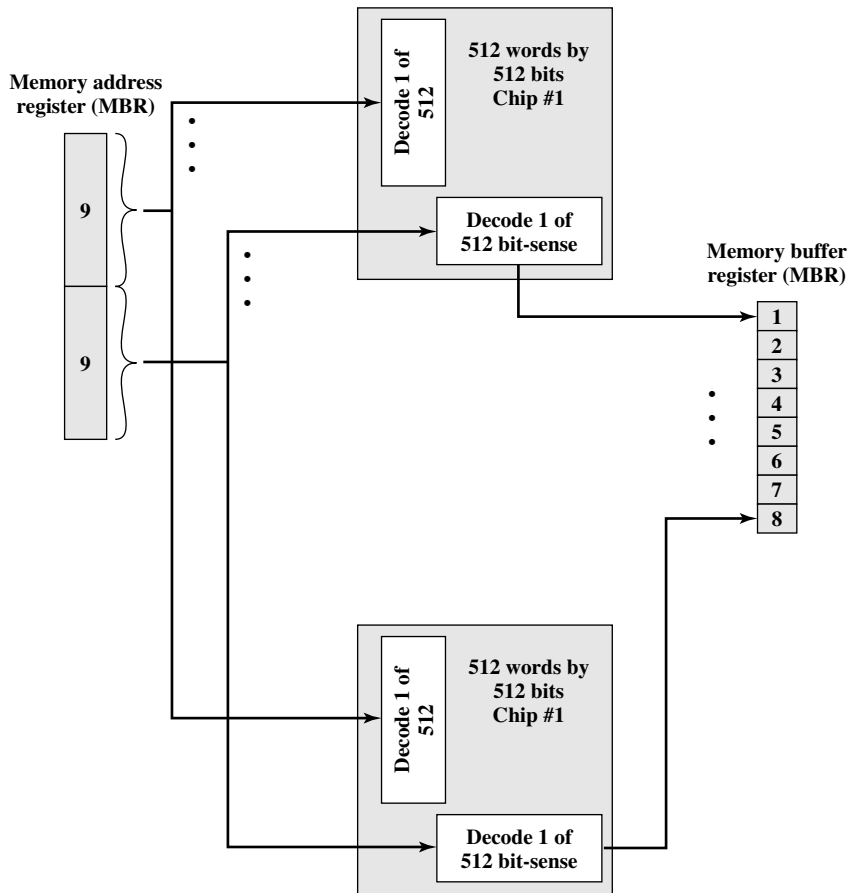 512 words by
512 bits
Chip #1
Decode 1 of
512
Memory address
register (MBR)
9
9
Decode 1 of
512 bit-sense
Memory buffer
register (MBR)
1
2
3
4
5
6
7
8
512 words by
512 bits
Chip #1
Decode 1 of
512
Decode 1 of
512 bit-sense